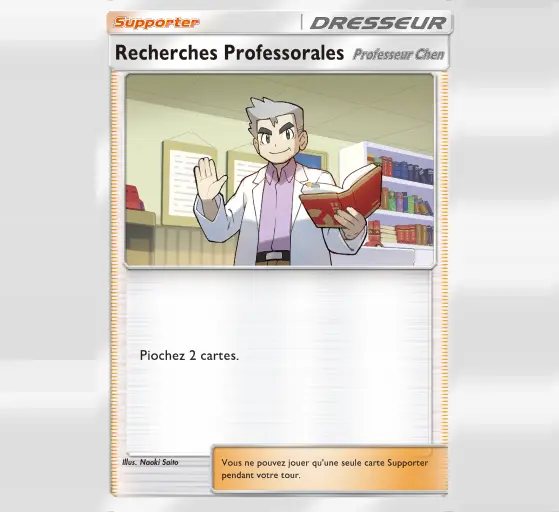 Supporter
DRESSEUR
Recherches Professorales Professeur Chen
Piochez 2 cartes.
Illus. Naoki Saito
Vous ne pouvez jouer qu'une seule carte Supporter
pendant votre tour.